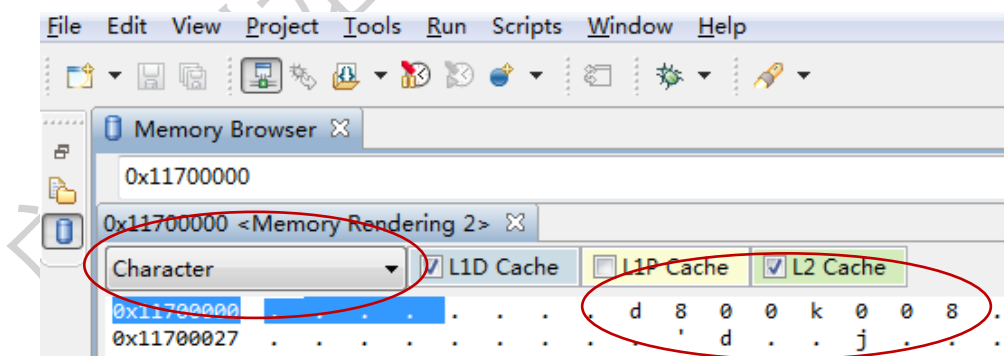 File Edit View Project Tools Run Scripts Window Help
Memory Browser
0x11700000
0x11700000 <Memory Rendering 2>
Character L1D Cache L1P Cache L2 Cache
0x11700000 . . . . . . . . d 8 0 0 k 0 0 8 .
0x11700027 . . . . . . . . . ' d . . j . . .